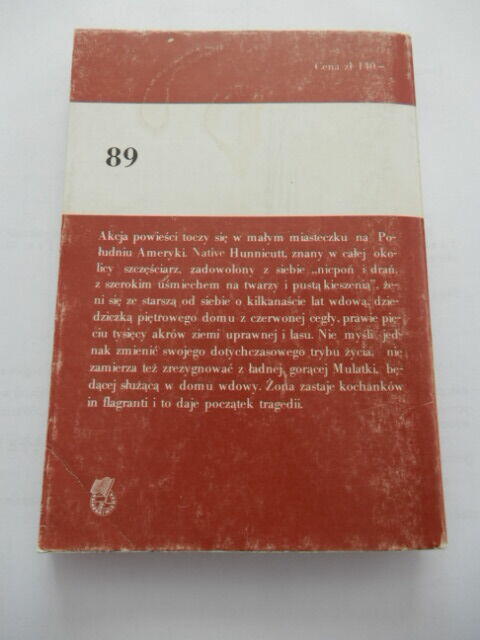 Cena zł 140.—
89
Akcja powieści toczy się w małym miasteczku na Po-
łudniu Ameryki. Native Hunnicutt, znany w całej oko-
licy szczęściarz, zadowolony z siebie „nicpoń i drań,
z szerokim uśmiechem na twarzy i pustą kieszenią”, że-
ni się ze starszą od siebie o kilkanaście lat wdową, dzie-
dziczką piętrowego domu z czerwonej cegły, prawie pię-
ciu tysięcy akrów ziemi uprawnej i lasu. Nie myśli jed-
nak zmienić swojego dotychczasowego trybu życia, nie
zamierza też zrezygnować z ładnej, gorącej Mulatki, bę-
dącej służącą w domu wdowy. Żona zastaje kochanków
in flagranti i to daje początek tragedii.